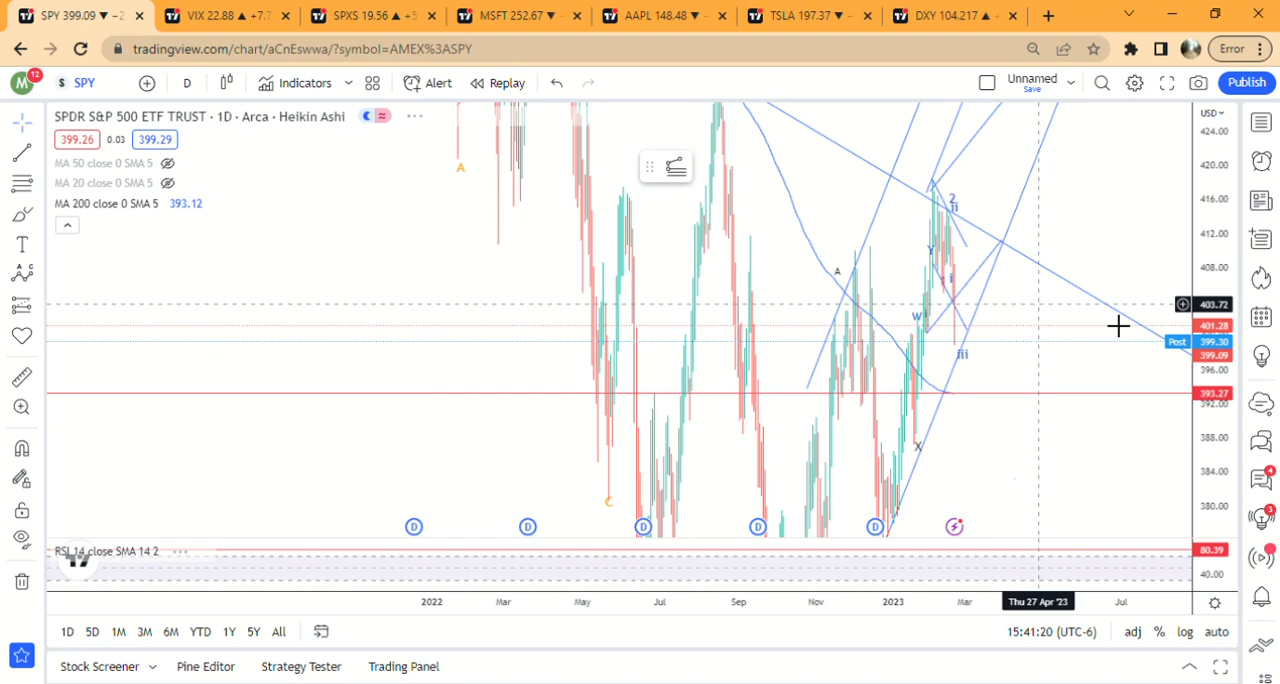 SPY 399.09 ▼ −2
VIX 22.88 ▲ +7.7
SPXS 19.56 ▲ +5
MSFT 252.67 ▼ −
AAPL 148.48 ▼ −
TSLA 197.37 ▼ −
DXY 104.217 ▲ +
tradingview.com/chart/aCnEswwa/?symbol=AMEX%3ASPY
Error
M
12
$ SPY
D
Indicators
Alert
Replay
Unnamed
Save
Publish
SPDR S&P 500 ETF TRUST · 1D · Arca · Heikin Ashi
USD
399.26
0.03
399.29
MA 50 close 0 SMA 5
MA 20 close 0 SMA 5
MA 200 close 0 SMA 5 393.12
424.00
420.00
416.00
412.00
408.00
403.72
401.28
Post 399.30
399.09
396.00
393.27
392.00
388.00
384.00
380.00
A
2
ii
Y
A
i
W
iii
X
C
D
D
D
D
D
4
3
RSI 14 close SMA 14 2
80.39
40.00
2022
Mar
May
Jul
Sep
Nov
2023
Mar
Thu 27 Apr '23
Jul
1D 5D 1M 3M 6M YTD 1Y 5Y All
15:41:20 (UTC-6)
adj % log auto
Stock Screener
Pine Editor
Strategy Tester
Trading Panel